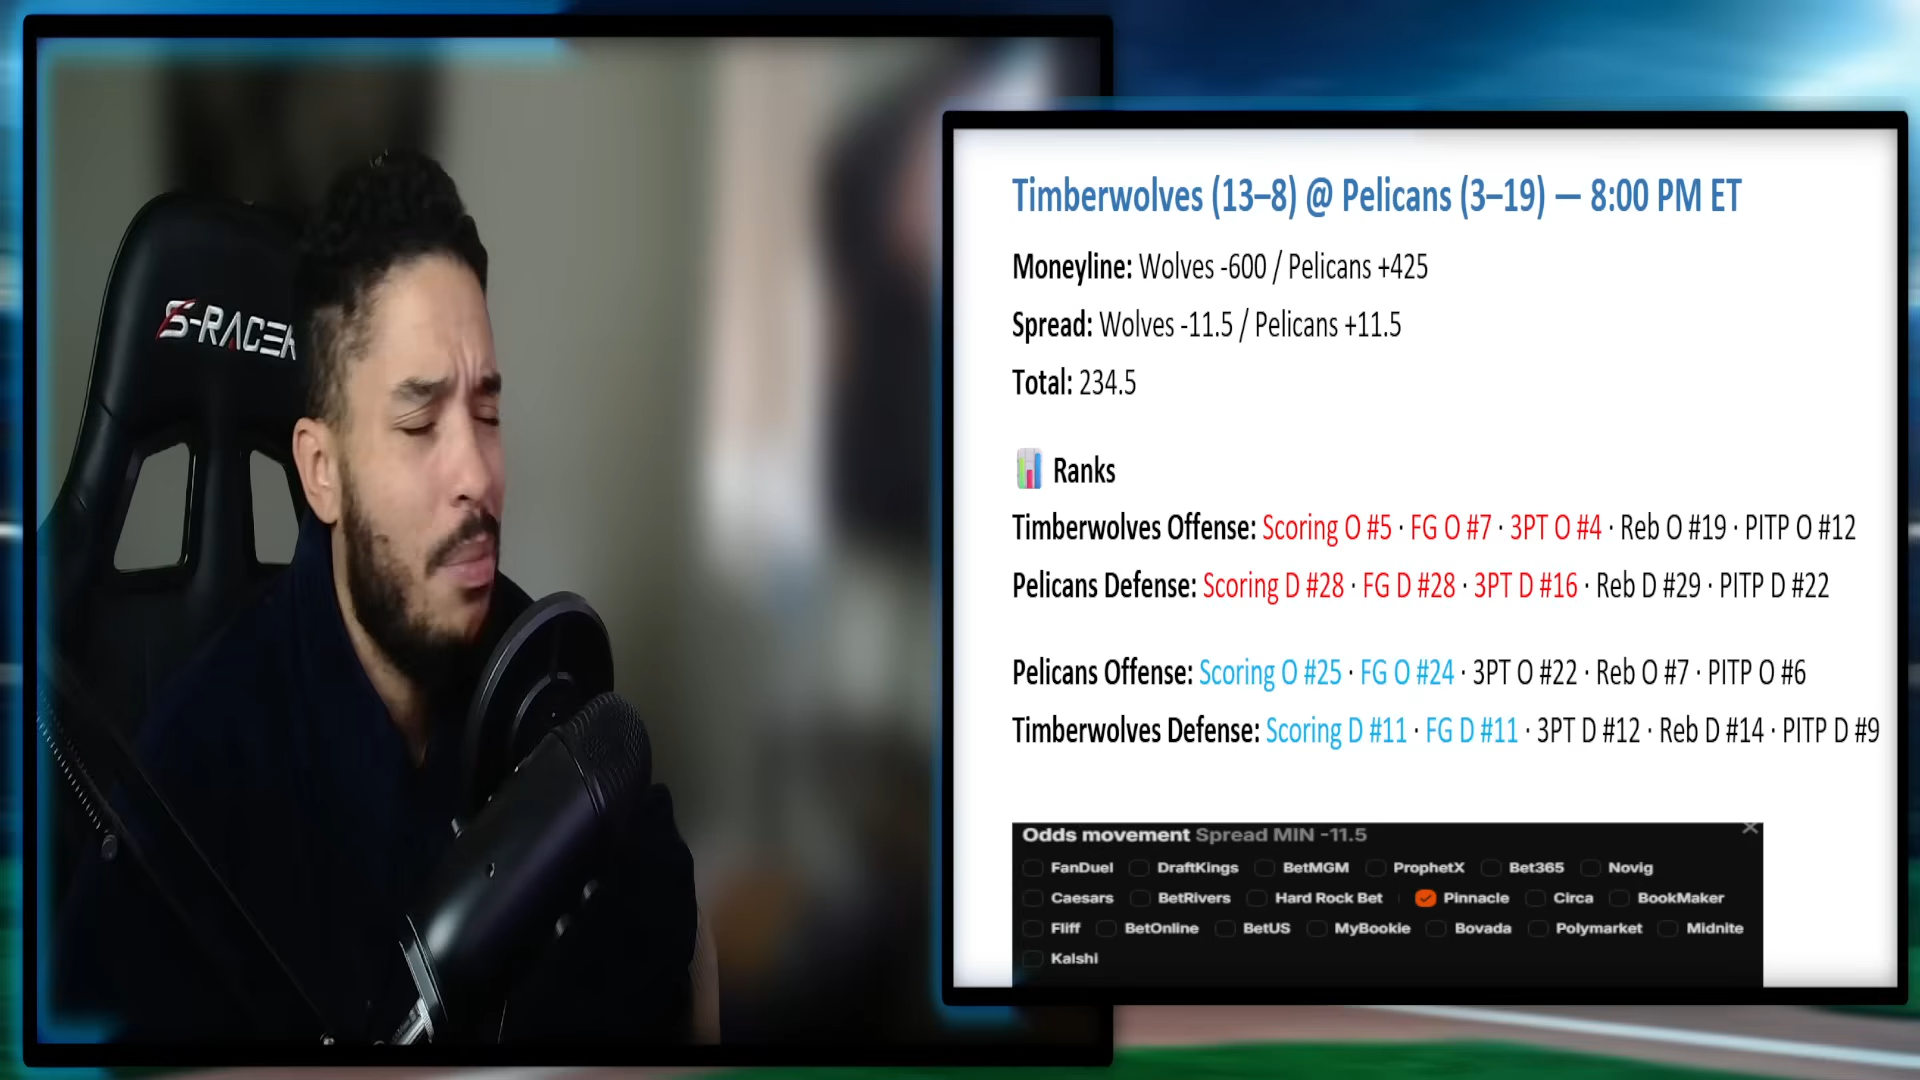 S-RACER
Timberwolves (13–8) @ Pelicans (3–19) — 8:00 PM ET
Moneyline: Wolves -600 / Pelicans +425
Spread: Wolves -11.5 / Pelicans +11.5
Total: 234.5
Ranks
Timberwolves Offense: Scoring O #5 · FG O #7 · 3PT O #4 · Reb O #19 · PITP O #12
Pelicans Defense: Scoring D #28 · FG D #28 · 3PT D #16 · Reb D #29 · PITP D #22
Pelicans Offense: Scoring O #25 · FG O #24 · 3PT O #22 · Reb O #7 · PITP O #6
Timberwolves Defense: Scoring D #11 · FG D #11 · 3PT D #12 · Reb D #14 · PITP D #9
Odds movement Spread MIN -11.5
FanDuel DraftKings BetMGM ProphetX Bet365 Novig
Caesars BetRivers Hard Rock Bet Pinnacle Circa BookMaker
Fliff BetOnline BetUS MyBookie Bovada Polymarket Midnite
Kalshi